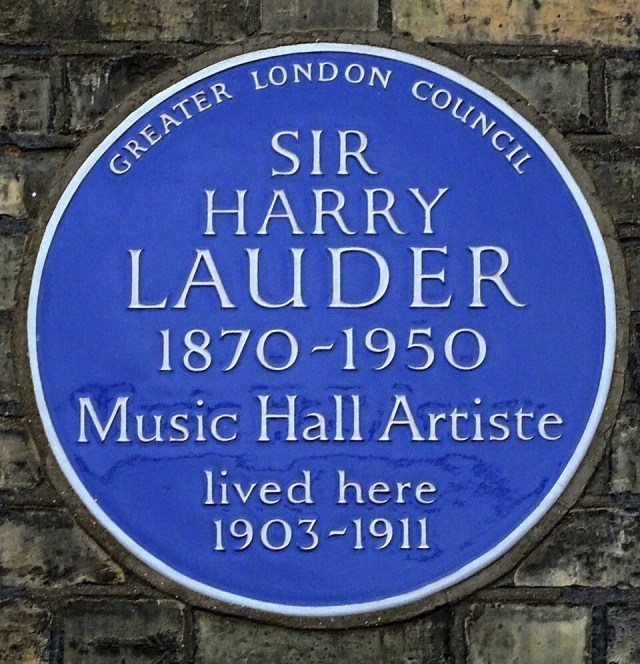 GREATER LONDON COUNCIL
SIR
HARRY
LAUDER
1870-1950
Music Hall Artiste
lived here
1903-1911